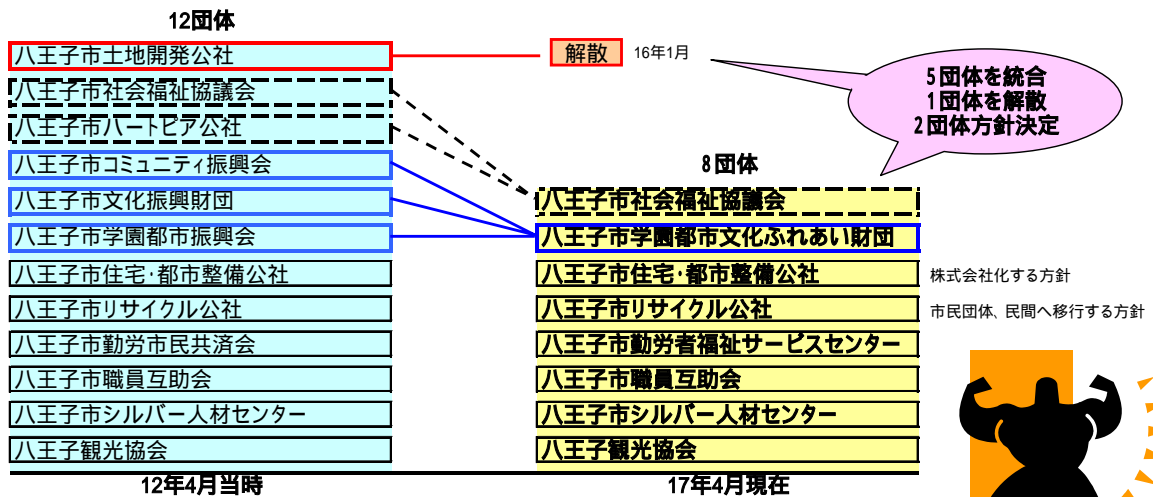 12団体
八王子市土地開発公社
八王子市社会福祉協議会
八王子市ハートピア公社
八王子市コミュニティ振興会
八王子市文化振興財団
八王子市学園都市振興会
八王子市住宅・都市整備公社
八王子市リサイクル公社
八王子市勤労市民共済会
八王子市職員互助会
八王子市シルバー人材センター
八王子観光協会
12年4月当時
解散 16年1月
5団体を統合
1団体を解散
2団体方針決定
8団体
八王子市社会福祉協議会
八王子市学園都市文化ふれあい財団
八王子市住宅・都市整備公社 株式会社化する方針
八王子市リサイクル公社 市民団体、民間へ移行する方針
八王子市勤労者福祉サービスセンター
八王子市職員互助会
八王子市シルバー人材センター
八王子観光協会
17年4月現在